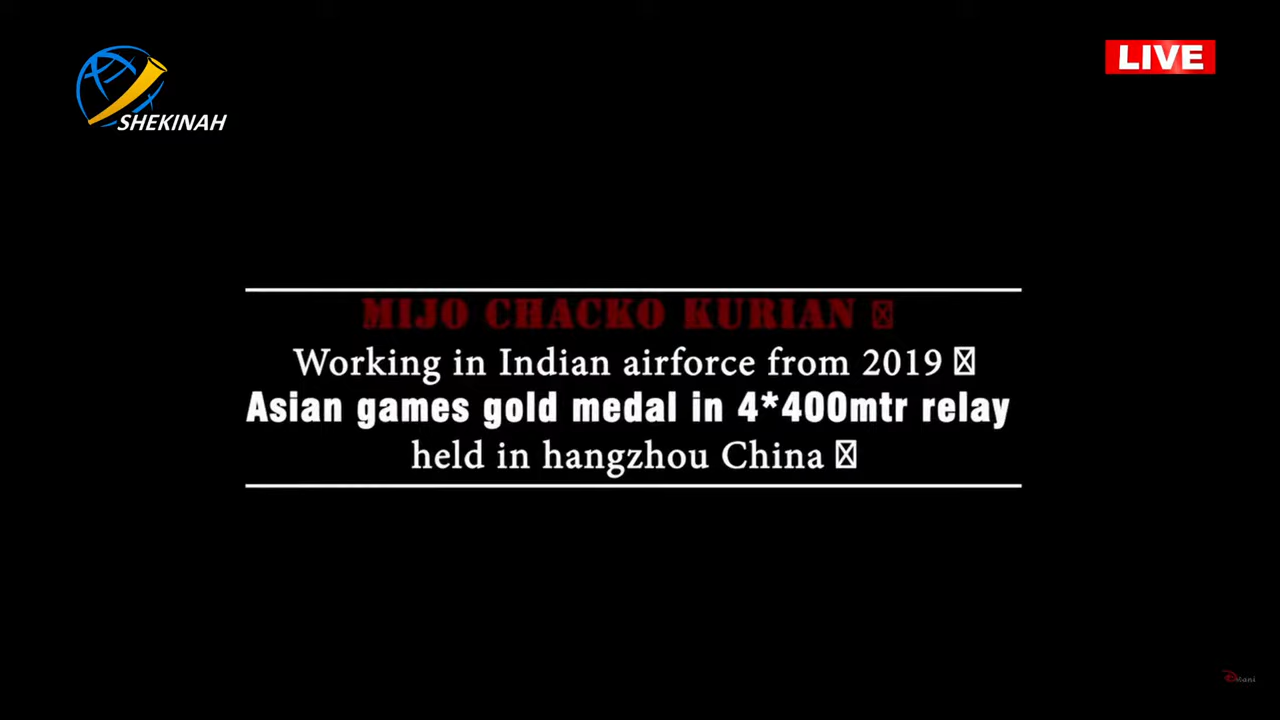 SHEKINAH
LIVE
MIJO CHACKO KURIAN
Working in Indian airforce from 2019
Asian games gold medal in 4*400mtr relay
held in hangzhou China